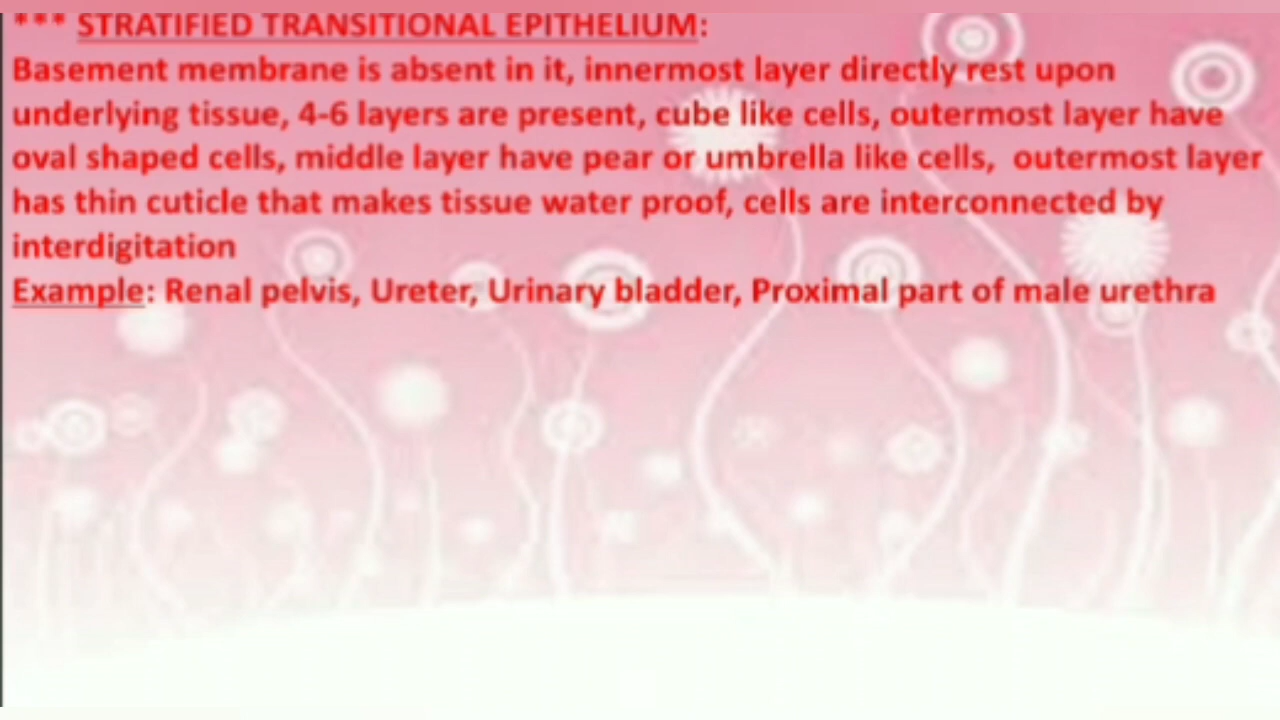 *** STRATIFIED TRANSITIONAL EPITHELIUM:
Basement membrane is absent in it, innermost layer directly rest upon
underlying tissue, 4-6 layers are present, cube like cells, outermost layer have
oval shaped cells, middle layer have pear or umbrella like cells, outermost layer
has thin cuticle that makes tissue water proof, cells are interconnected by
interdigitation
Example: Renal pelvis, Ureter, Urinary bladder, Proximal part of male urethra